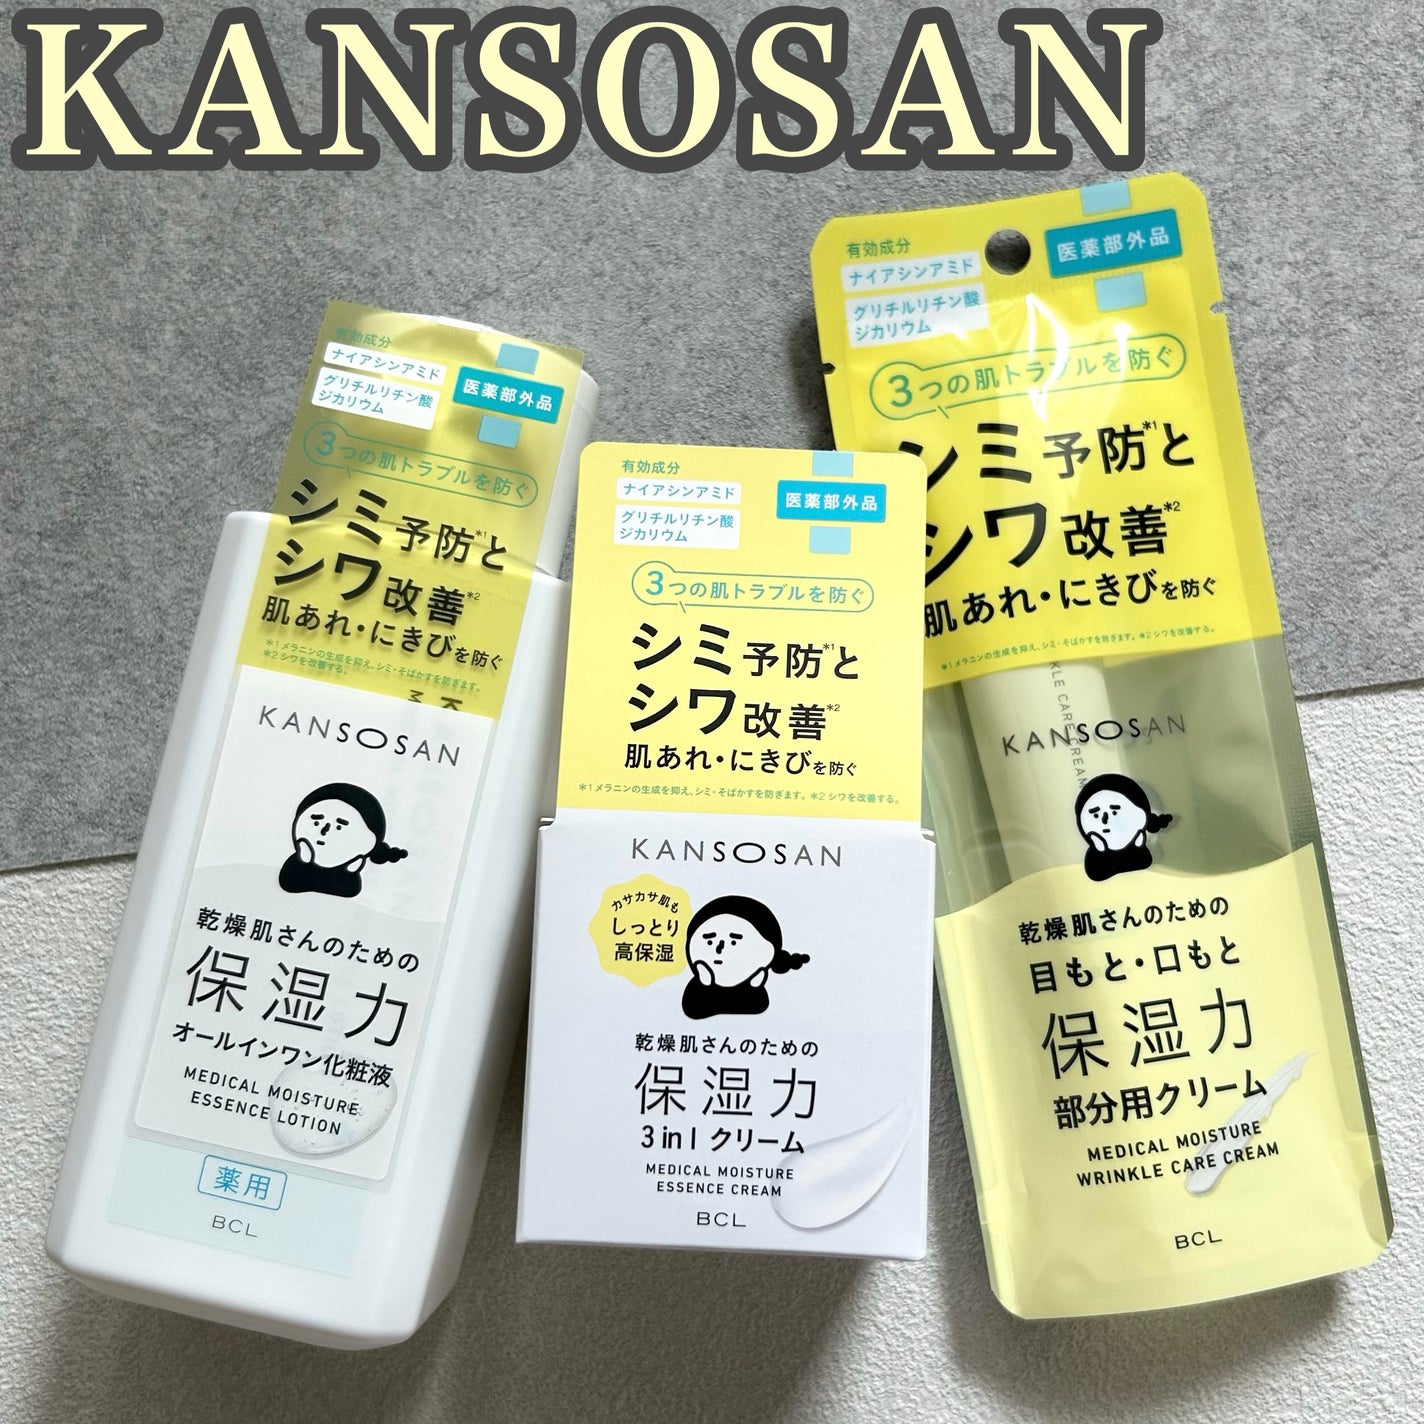 KANSOSAN
有効成分
ナイアシンアミド
グリチルリチン酸
ジカリウム
医薬部外品
3つの肌トラブルを防ぐ
シミ予防*1と
シワ改善*2
肌あれ・にきびを防ぐ
*1 メラニンの生成を抑え、シミ・そばかすを防ぎます。
*2 シワを改善する。
KANSOSAN
乾燥肌さんのための
保湿力
オールインワン化粧液
MEDICAL MOISTURE
ESSENCE LOTION
薬用
BCL
有効成分
ナイアシンアミド
グリチルリチン酸
ジカリウム
医薬部外品
3つの肌トラブルを防ぐ
シミ予防*1と
シワ改善*2
肌あれ・にきびを防ぐ
*1 メラニンの生成を抑え、シミ・そばかすを防ぎます。*2 シワを改善する。
KANSOSAN
カサカサ肌も
しっとり
高保湿
乾燥肌さんのための
保湿力
3in1 クリーム
MEDICAL MOISTURE
ESSENCE CREAM
BCL
有効成分
ナイアシンアミド
グリチルリチン酸
ジカリウム
医薬部外品
3つの肌トラブルを防ぐ
シミ予防*1と
シワ改善*2
肌あれ・にきびを防ぐ
*1 メラニンの生成を抑え、シミ・そばかすを防ぎます。*2 シワを改善する。
KLE CARE CREAM
KANSOSAN
乾燥肌さんのための
目もと・口もと
保湿力
部分用クリーム
MEDICAL MOISTURE
WRINKLE CARE CREAM
BCL